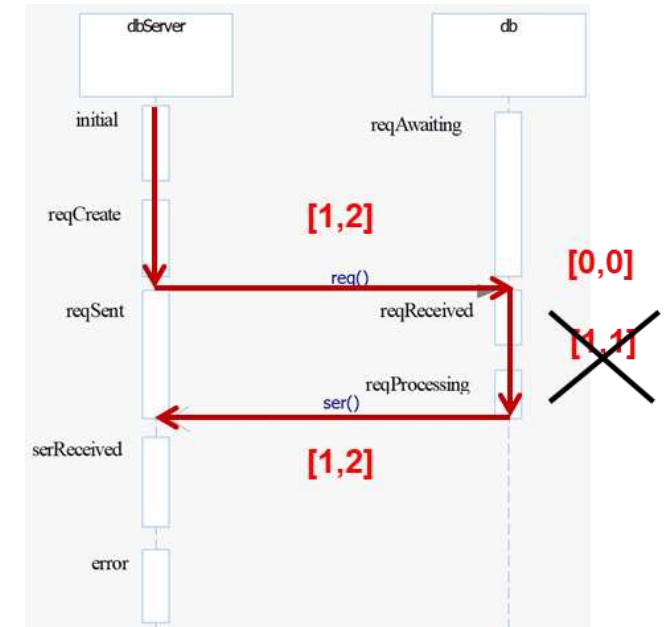 dbServer
db
initial
reqAwaiting
reqCreate
[1,2]
[0,0]
req()
reqSent
reqReceived
[1,1]
reqProcessing
ser()
serReceived
[1,2]
error